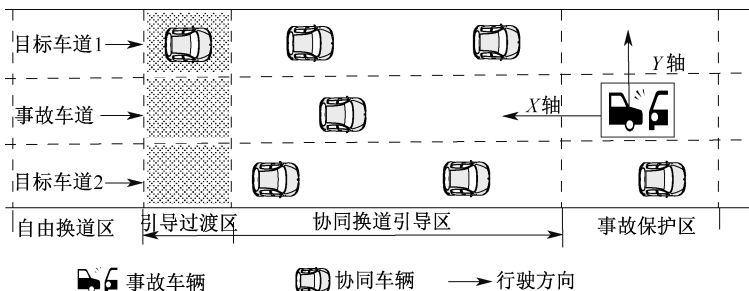 目标车道1
Y轴
事故车道
X轴
目标车道2
自由换道区 引导过渡区 协同换道引导区 事故保护区
事故车辆 协同车辆 行驶方向